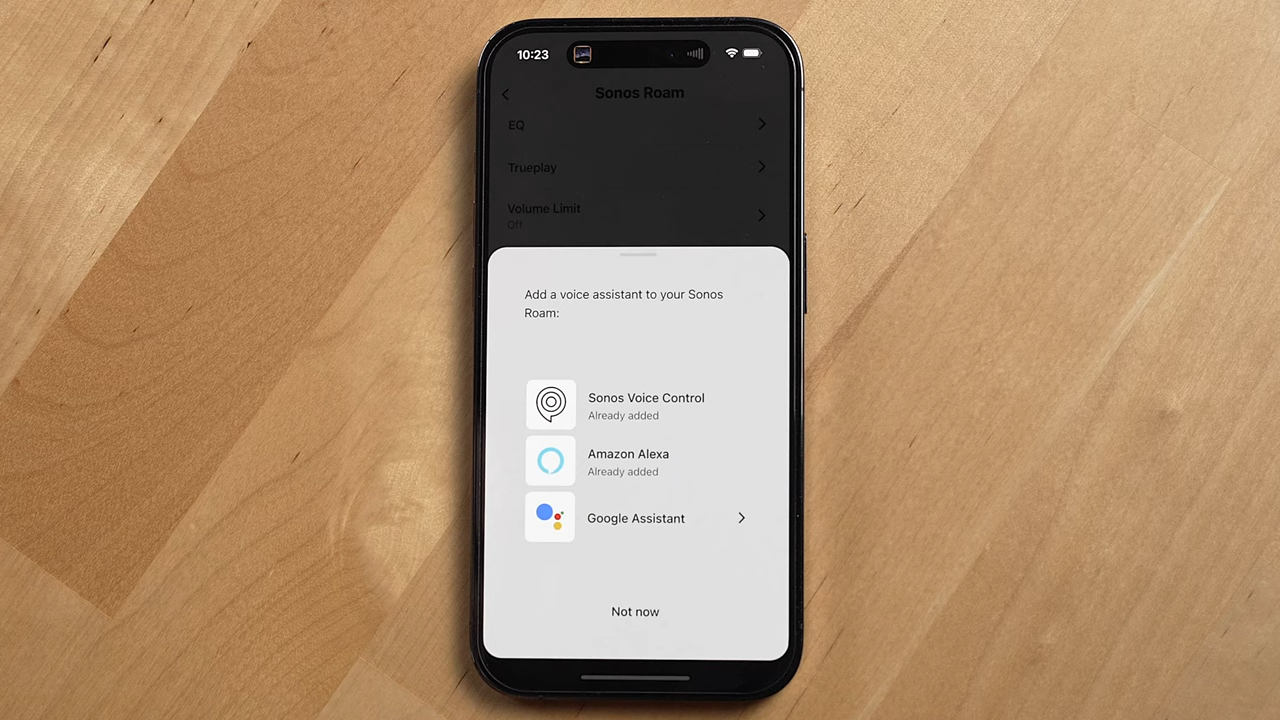 10:23
Sonos Roam
EQ
Trueplay
Volume Limit
Off
Add a voice assistant to your Sonos
Roam:
Sonos Voice Control
Already added
Amazon Alexa
Already added
Google Assistant
Not now